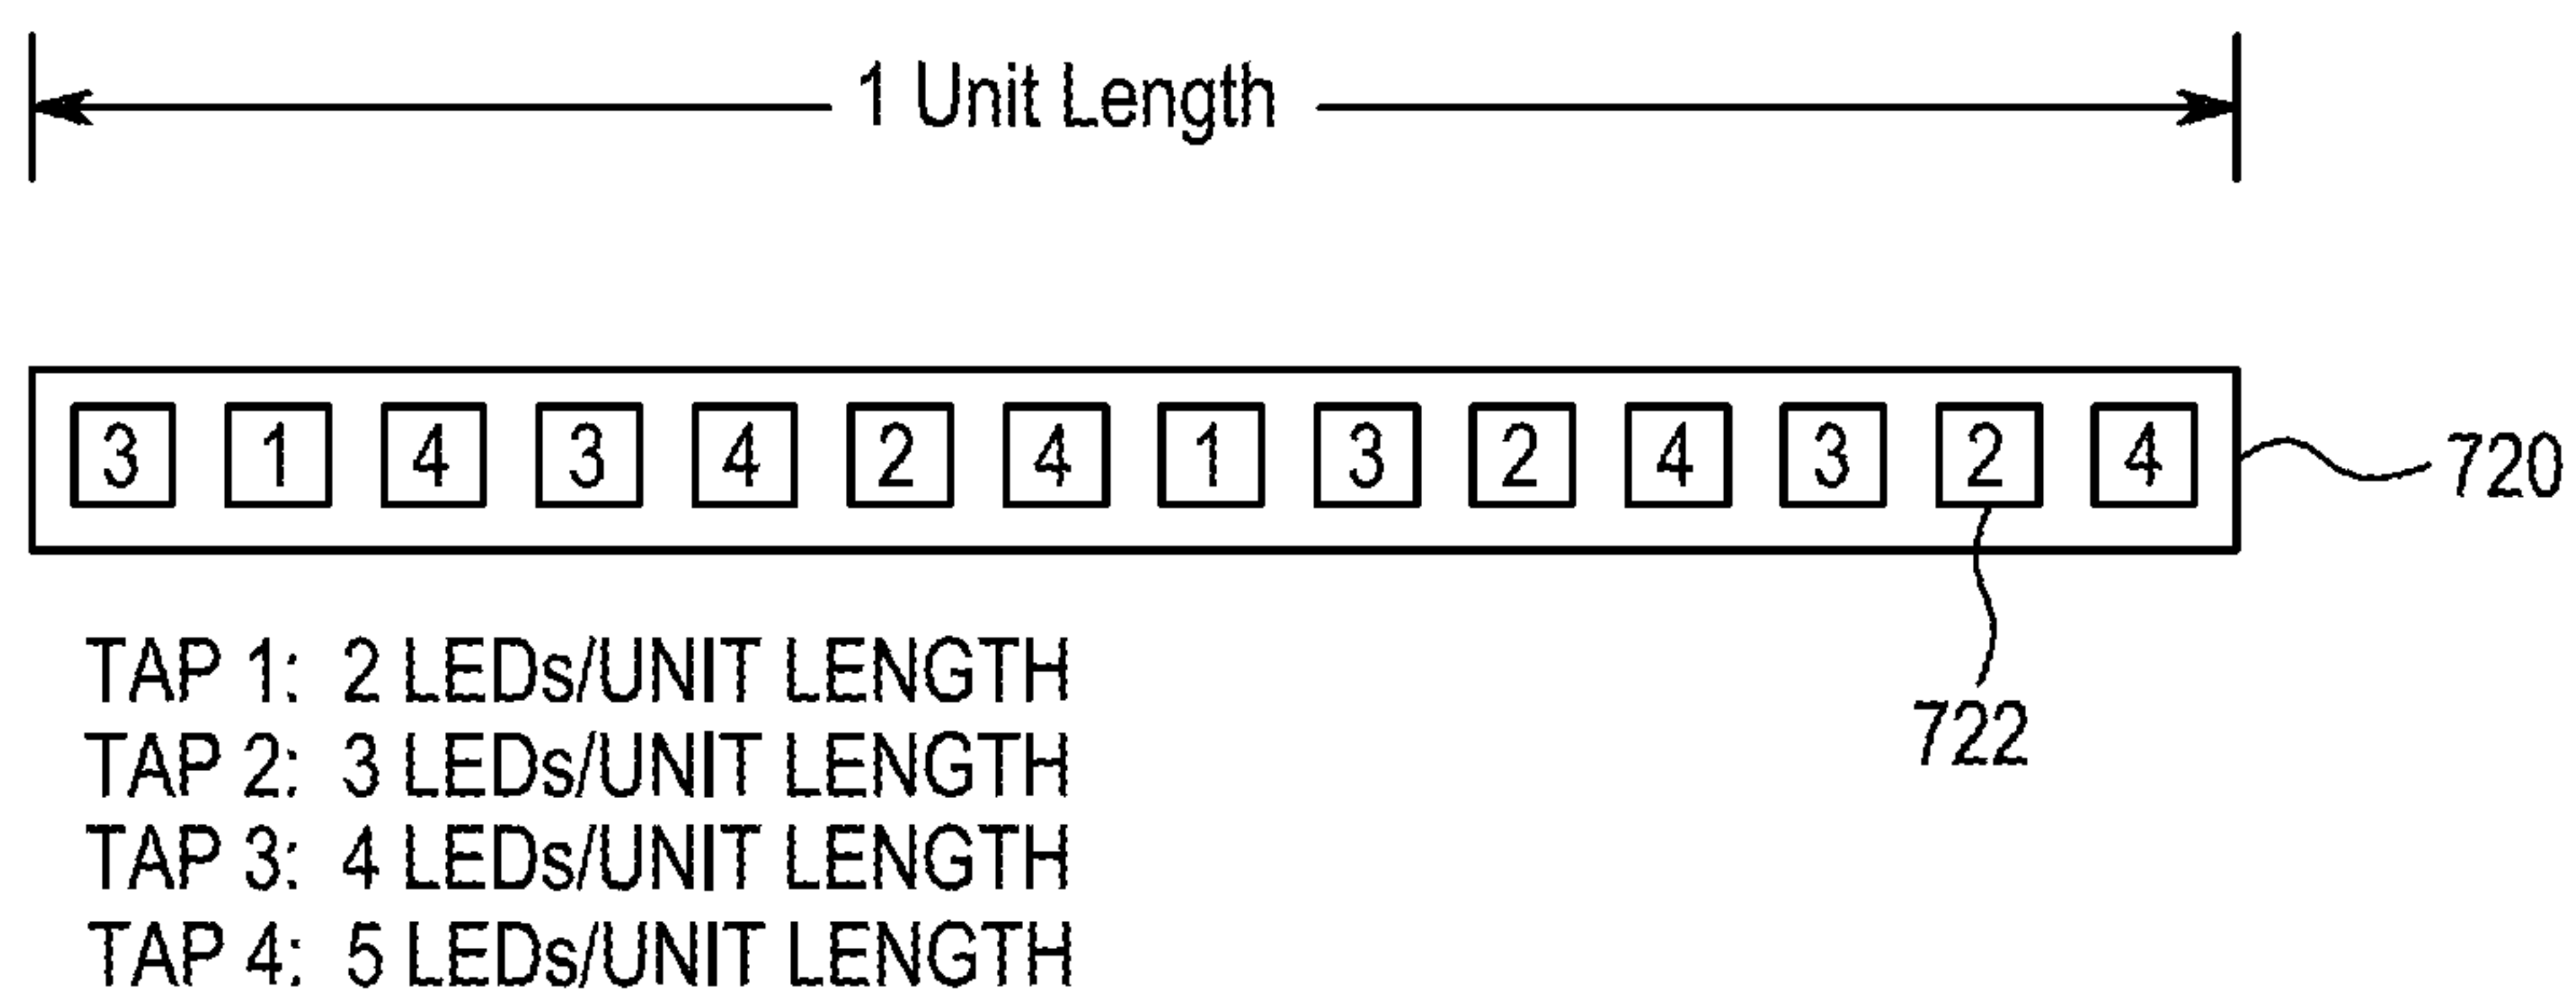 1 Unit Length
3 1 4 3 4 2 4 1 3 2 4 3 2 4
720
722
TAP 1: 2 LEDs/UNIT LENGTH
TAP 2: 3 LEDs/UNIT LENGTH
TAP 3: 4 LEDs/UNIT LENGTH
TAP 4: 5 LEDs/UNIT LENGTH